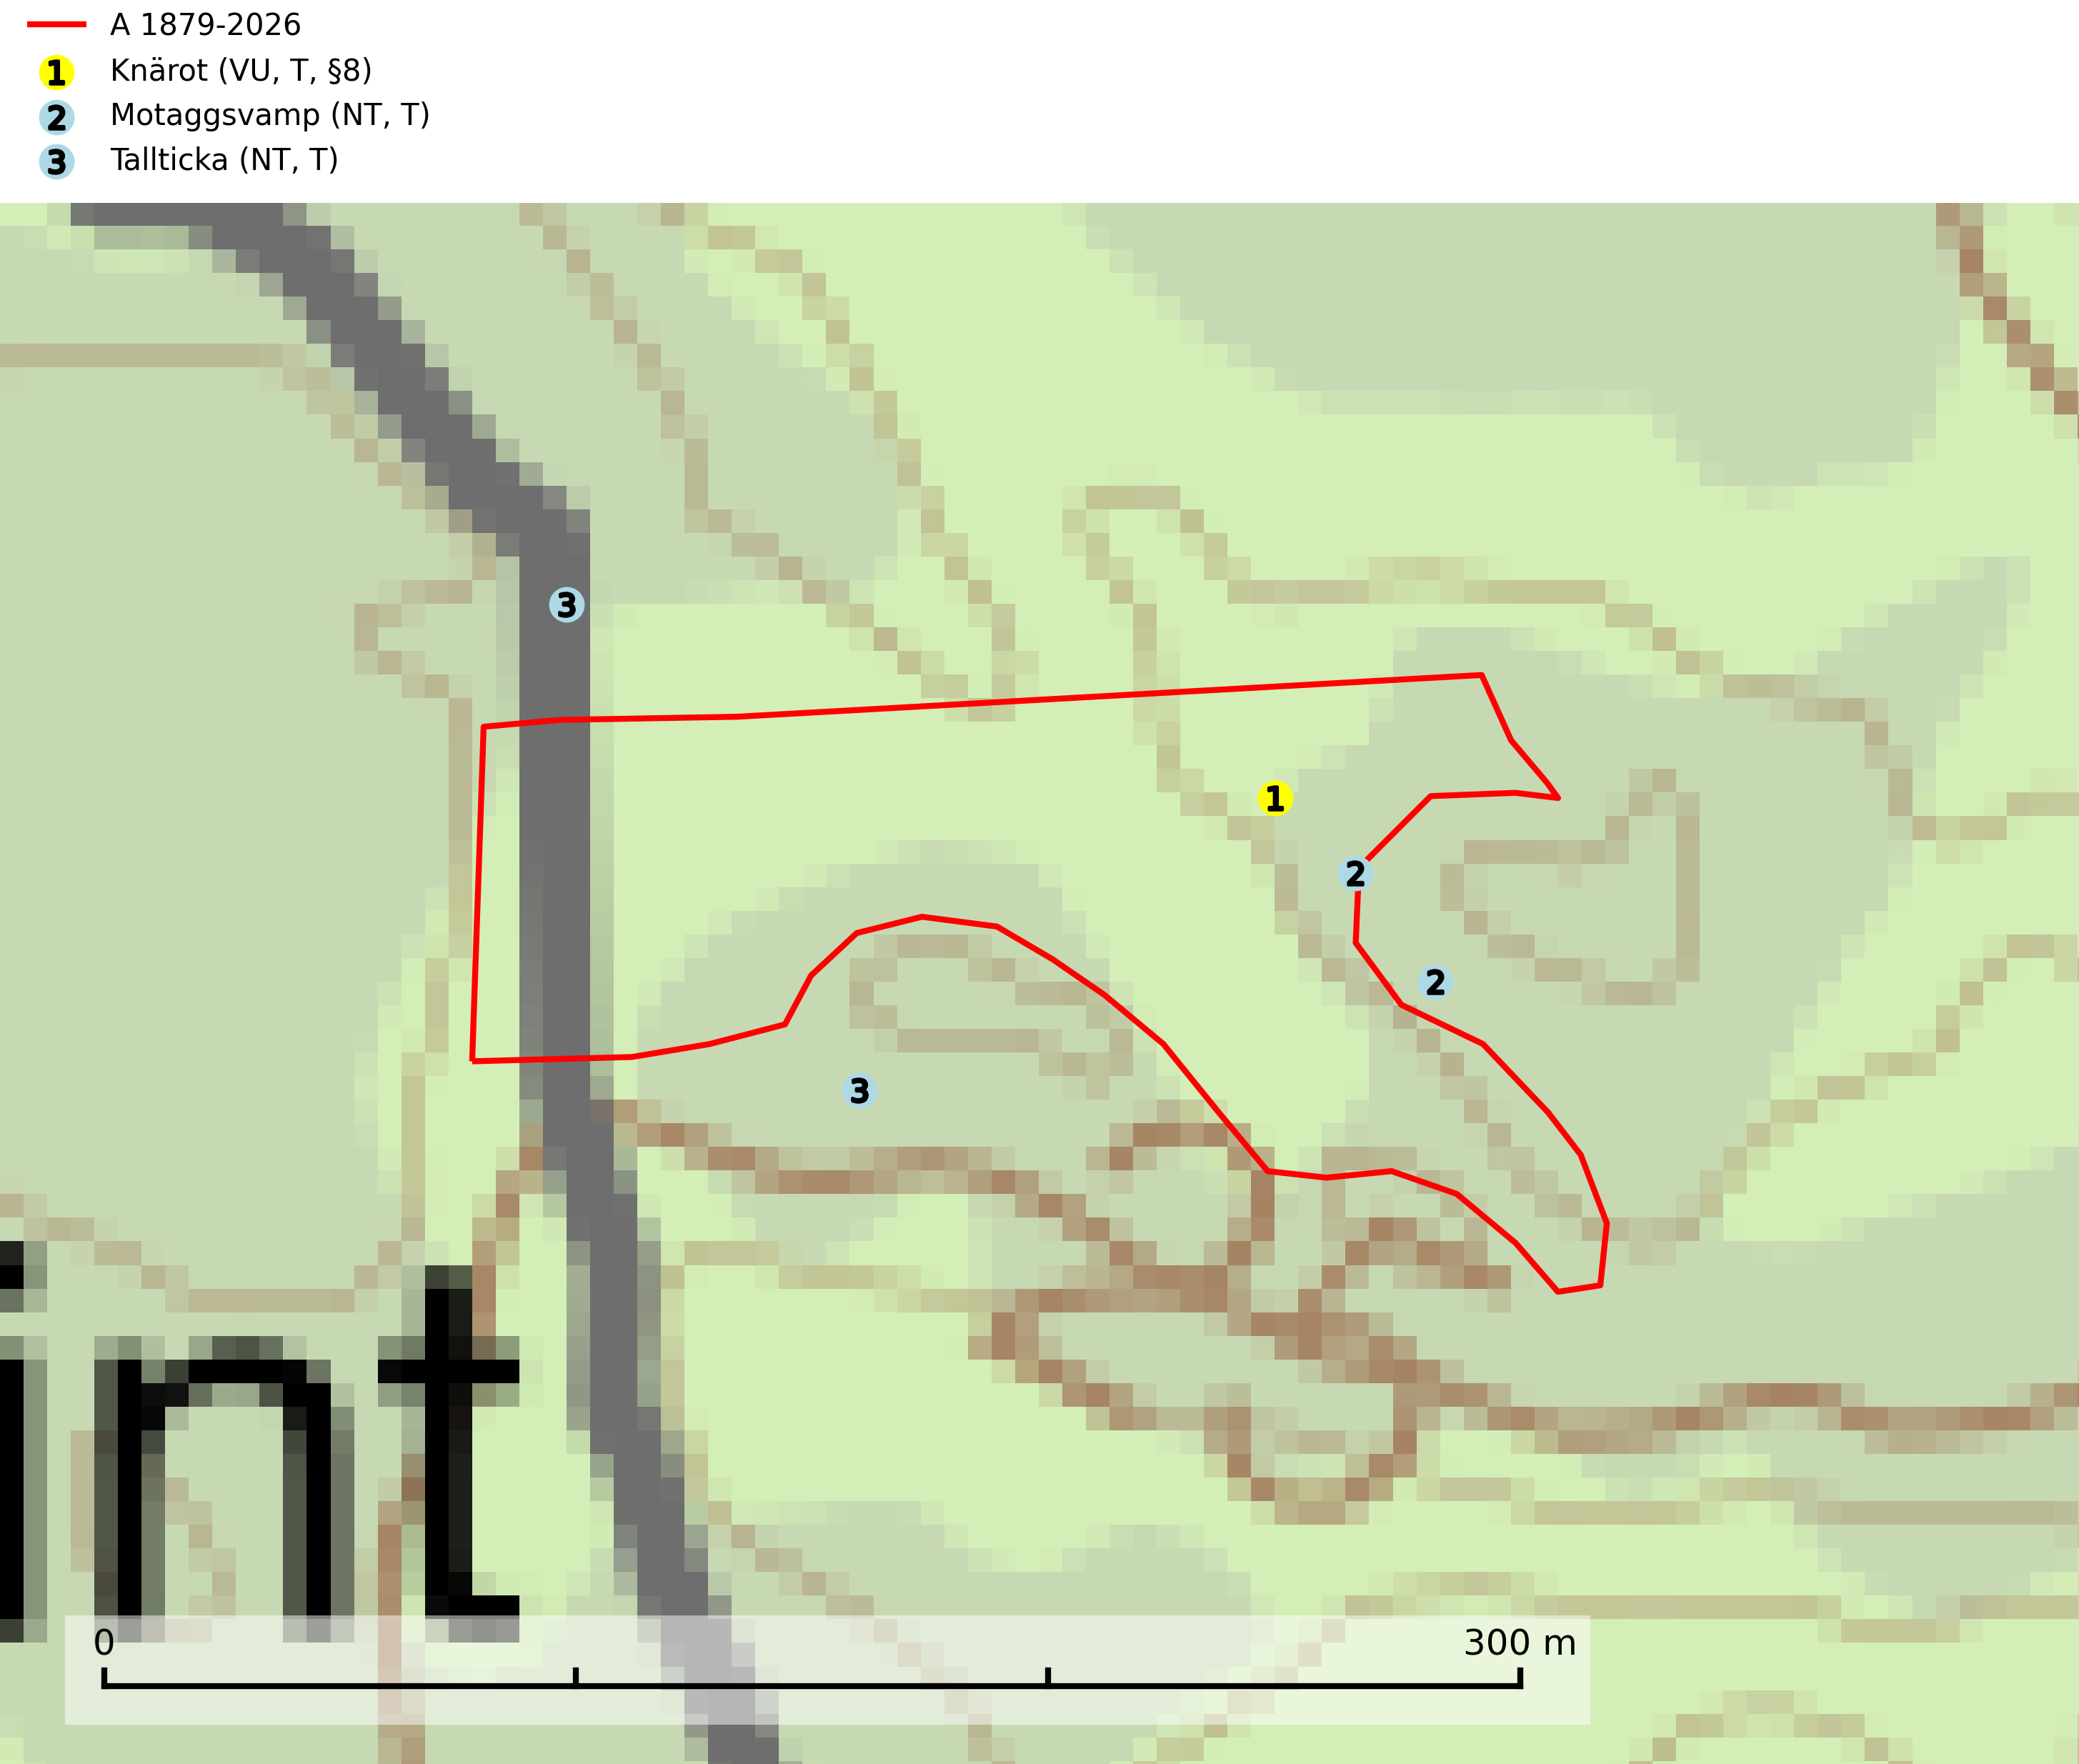 A 1879-2026
1 Knärot (VU, T, §8)
2 Motaggsvamp (NT, T)
3 Tallticka (NT, T)
3
1
2
2
3
nt
0 300 m